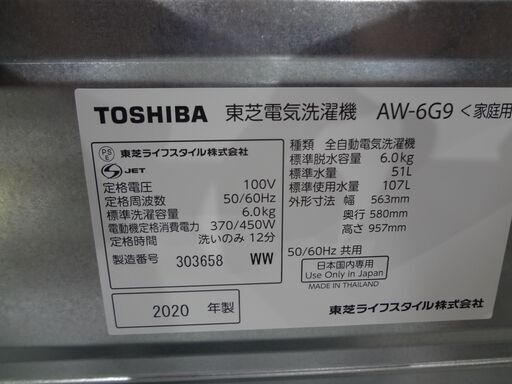 TOSHIBA 東芝電気洗濯機 AW-6G9 <家庭用
PS E 東芝ライフスタイル株式会社
S JET
定格電圧 100V
定格周波数 50/60Hz
標準洗濯容量 6.0kg
電動機定格消費電力 370/450W
定格時間 洗いのみ 12分
製造番号 303658 WW
2020 年製
種類 全自動電気洗濯機
標準脱水容量 6.0kg
標準水量 51L
標準使用水量 107L
外形寸法 幅 563mm
奥行 580mm
高さ 957mm
50/60Hz 共用
日本国内専用
Use Only in Japan
MADE IN THAILAND
東芝ライフスタイル株式会社